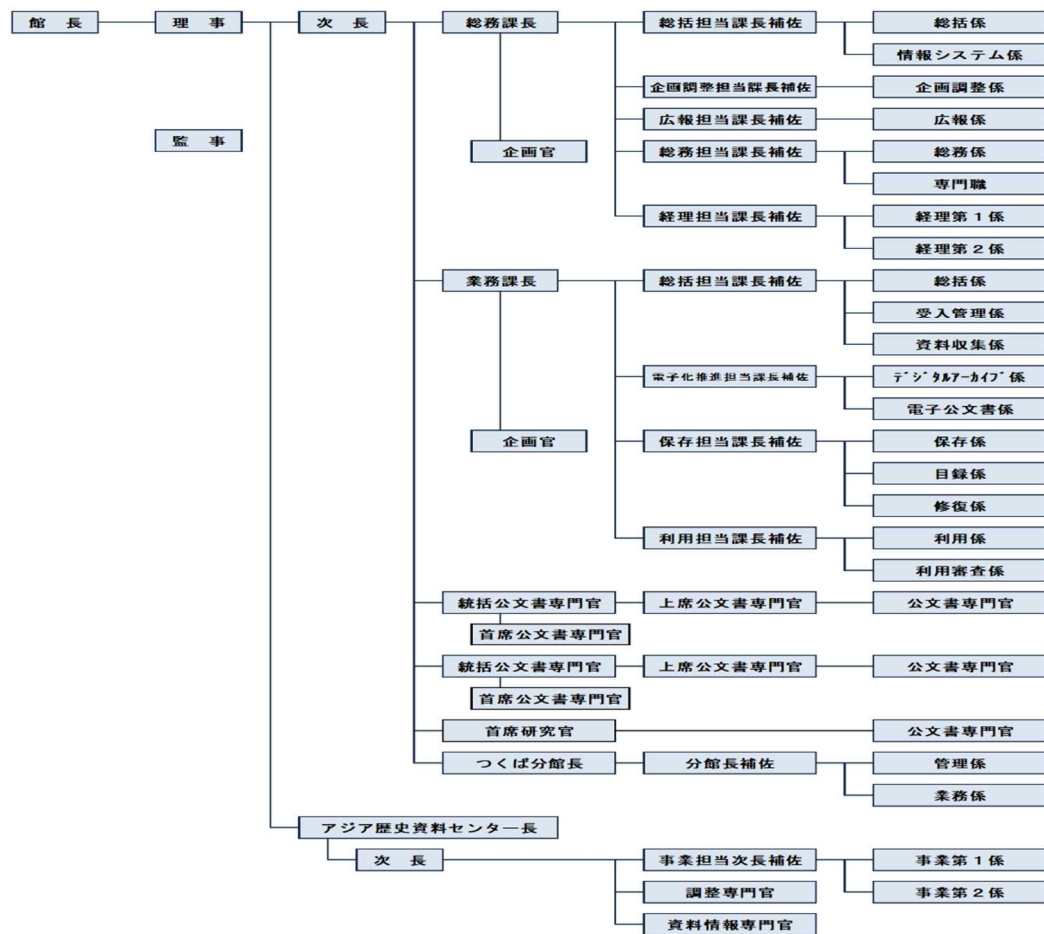 館　長
理　事
次　長
総務課長
総括担当課長補佐
総括係
情報システム係
企画調整担当課長補佐
企画調整係
広報担当課長補佐
広報係
監　事
企画官
総務担当課長補佐
総務係
専門職
経理担当課長補佐
経理第１係
経理第２係
業務課長
総括担当課長補佐
総括係
受入管理係
資料収集係
電子化推進担当課長補佐
ﾃﾞｼﾞﾀﾙｱｰｶｲﾌﾞ係
電子公文書係
企画官
保存担当課長補佐
保存係
目録係
修復係
利用担当課長補佐
利用係
利用審査係
統括公文書専門官
上席公文書専門官
公文書専門官
首席公文書専門官
統括公文書専門官
上席公文書専門官
公文書専門官
首席公文書専門官
首席研究官
公文書専門官
つくば分館長
分館長補佐
管理係
業務係
アジア歴史資料センター長
次　長
事業担当次長補佐
事業第１係
調整専門官
事業第２係
資料情報専門官